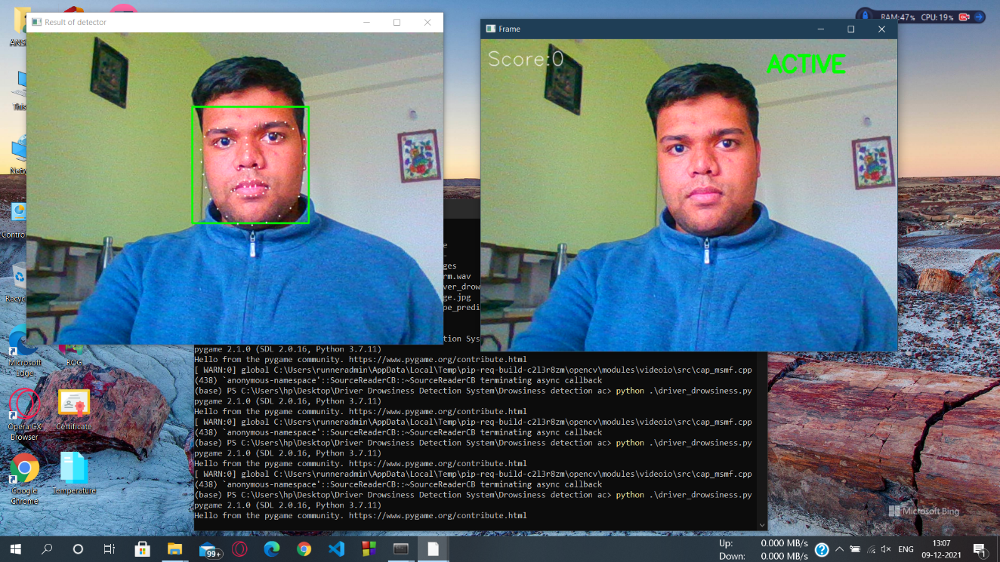 Result of detector
Frame
RAM:47% CPU:19%
Score:0
ACTIVE
This
Control
Recyc
Microsoft
Edge
ROG
Opera GX
Browser
Certificate
Google
Chrome
Temperature
e
-
ges
rm.wav
ver_drow
ge.jpg
pe_predi
tion Sys
pygame 2.1.0 (SDL 2.0.16, Python 3.7.11)
Hello from the pygame community. https://www.pygame.org/contribute.html
[ WARN:0] global C:\Users\runneradmin\AppData\Local\Temp\pip-req-build-c2l3r8zm\opencv\modules\videoio\src\cap_msmf.cpp
(438) `anonymous-namespace'::SourceReaderCB::~SourceReaderCB terminating async callback
(base) PS C:\Users\hp\Desktop\Driver Drowsiness Detection System\Drowsiness detection ac> python .\driver_drowsiness.py
pygame 2.1.0 (SDL 2.0.16, Python 3.7.11)
Hello from the pygame community. https://www.pygame.org/contribute.html
[ WARN:0] global C:\Users\runneradmin\AppData\Local\Temp\pip-req-build-c2l3r8zm\opencv\modules\videoio\src\cap_msmf.cpp
(438) `anonymous-namespace'::SourceReaderCB::~SourceReaderCB terminating async callback
(base) PS C:\Users\hp\Desktop\Driver Drowsiness Detection System\Drowsiness detection ac> python .\driver_drowsiness.py
pygame 2.1.0 (SDL 2.0.16, Python 3.7.11)
Hello from the pygame community. https://www.pygame.org/contribute.html
[ WARN:0] global C:\Users\runneradmin\AppData\Local\Temp\pip-req-build-c2l3r8zm\opencv\modules\videoio\src\cap_msmf.cpp
(438) `anonymous-namespace'::SourceReaderCB::~SourceReaderCB terminating async callback
(base) PS C:\Users\hp\Desktop\Driver Drowsiness Detection System\Drowsiness detection ac> python .\driver_drowsiness.py
pygame 2.1.0 (SDL 2.0.16, Python 3.7.11)
Hello from the pygame community. https://www.pygame.org/contribute.html
Microsoft Bing
99+
Up: 0.000 MB/s
Down: 0.000 MB/s
ENG
13:07
09-12-2021
1